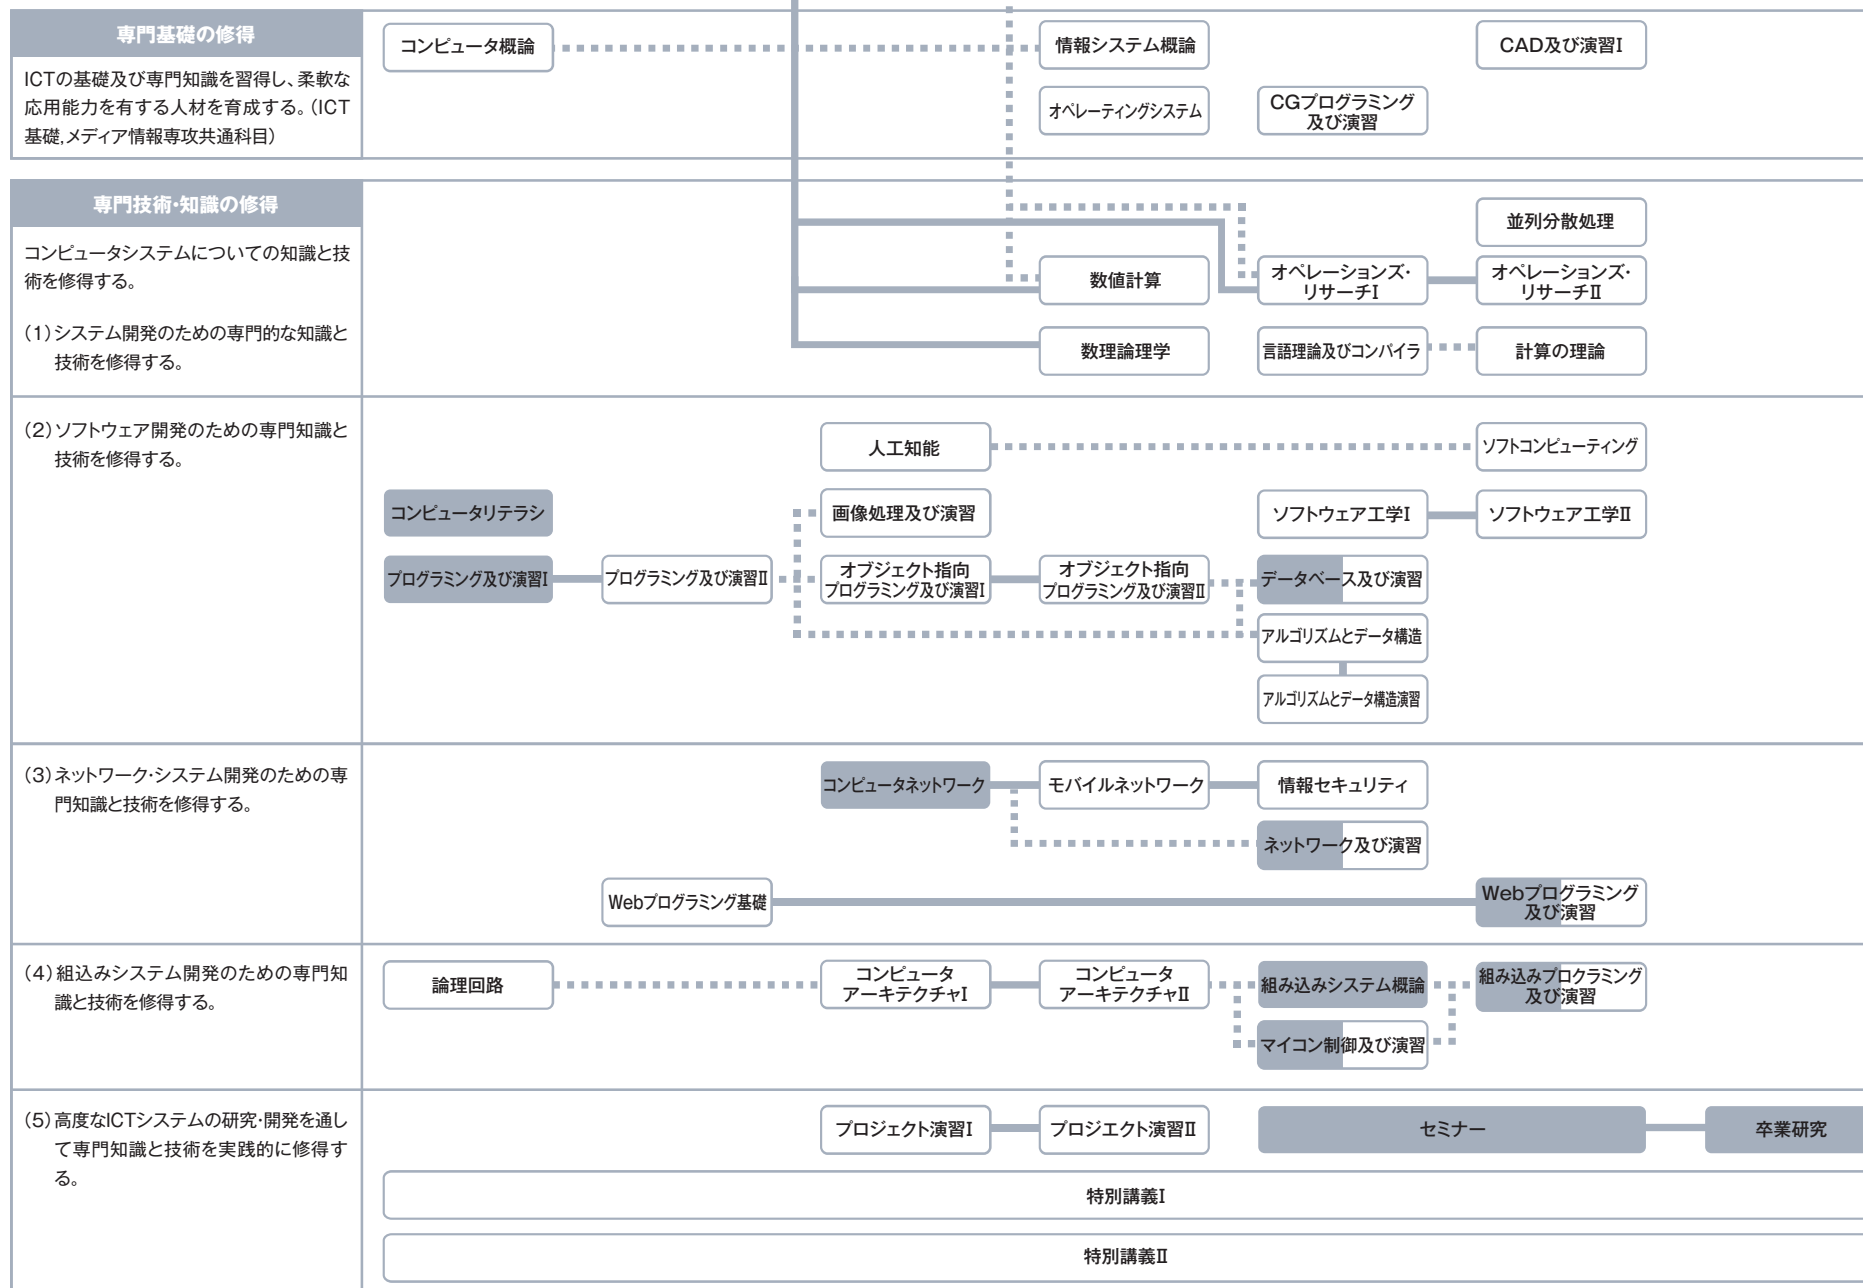 専門基礎の修得
ICTの基礎及び専門知識を習得し、柔軟な
応用能力を有する人材を育成する。(ICT
基礎,メディア情報専攻共通科目)
コンピュータ概論
情報システム概論
CAD及び演習I
オペレーティングシステム
CGプログラミング
及び演習
専門技術・知識の修得
コンピュータシステムについての知識と技
術を修得する。
(1)システム開発のための専門的な知識と
技術を修得する。
並列分散処理
数値計算
オペレーションズ・
リサーチI
オペレーションズ・
リサーチII
数理論理学
言語理論及びコンパイラ
計算の理論
(2)ソフトウェア開発のための専門知識と
技術を修得する。
人工知能
ソフトコンピューティング
コンピュータリテラシ
画像処理及び演習
ソフトウェア工学I
ソフトウェア工学II
プログラミング及び演習I
プログラミング及び演習II
オブジェクト指向
プログラミング及び演習I
オブジェクト指向
プログラミング及び演習II
データベース及び演習
アルゴリズムとデータ構造
アルゴリズムとデータ構造演習
(3)ネットワーク・システム開発のための専
門知識と技術を修得する。
コンピュータネットワーク
モバイルネットワーク
情報セキュリティ
ネットワーク及び演習
Webプログラミング基礎
Webプログラミング
及び演習
(4)組込みシステム開発のための専門知
識と技術を修得する。
論理回路
コンピュータ
アーキテクチャI
コンピュータ
アーキテクチャII
組み込みシステム概論
組み込みプロクラミング
及び演習
マイコン制御及び演習
(5)高度なICTシステムの研究・開発を通し
て専門知識と技術を実践的に修得す
る。
プロジェクト演習I
プロジエクト演習II
セミナー
卒業研究
特別講義I
特別講義II